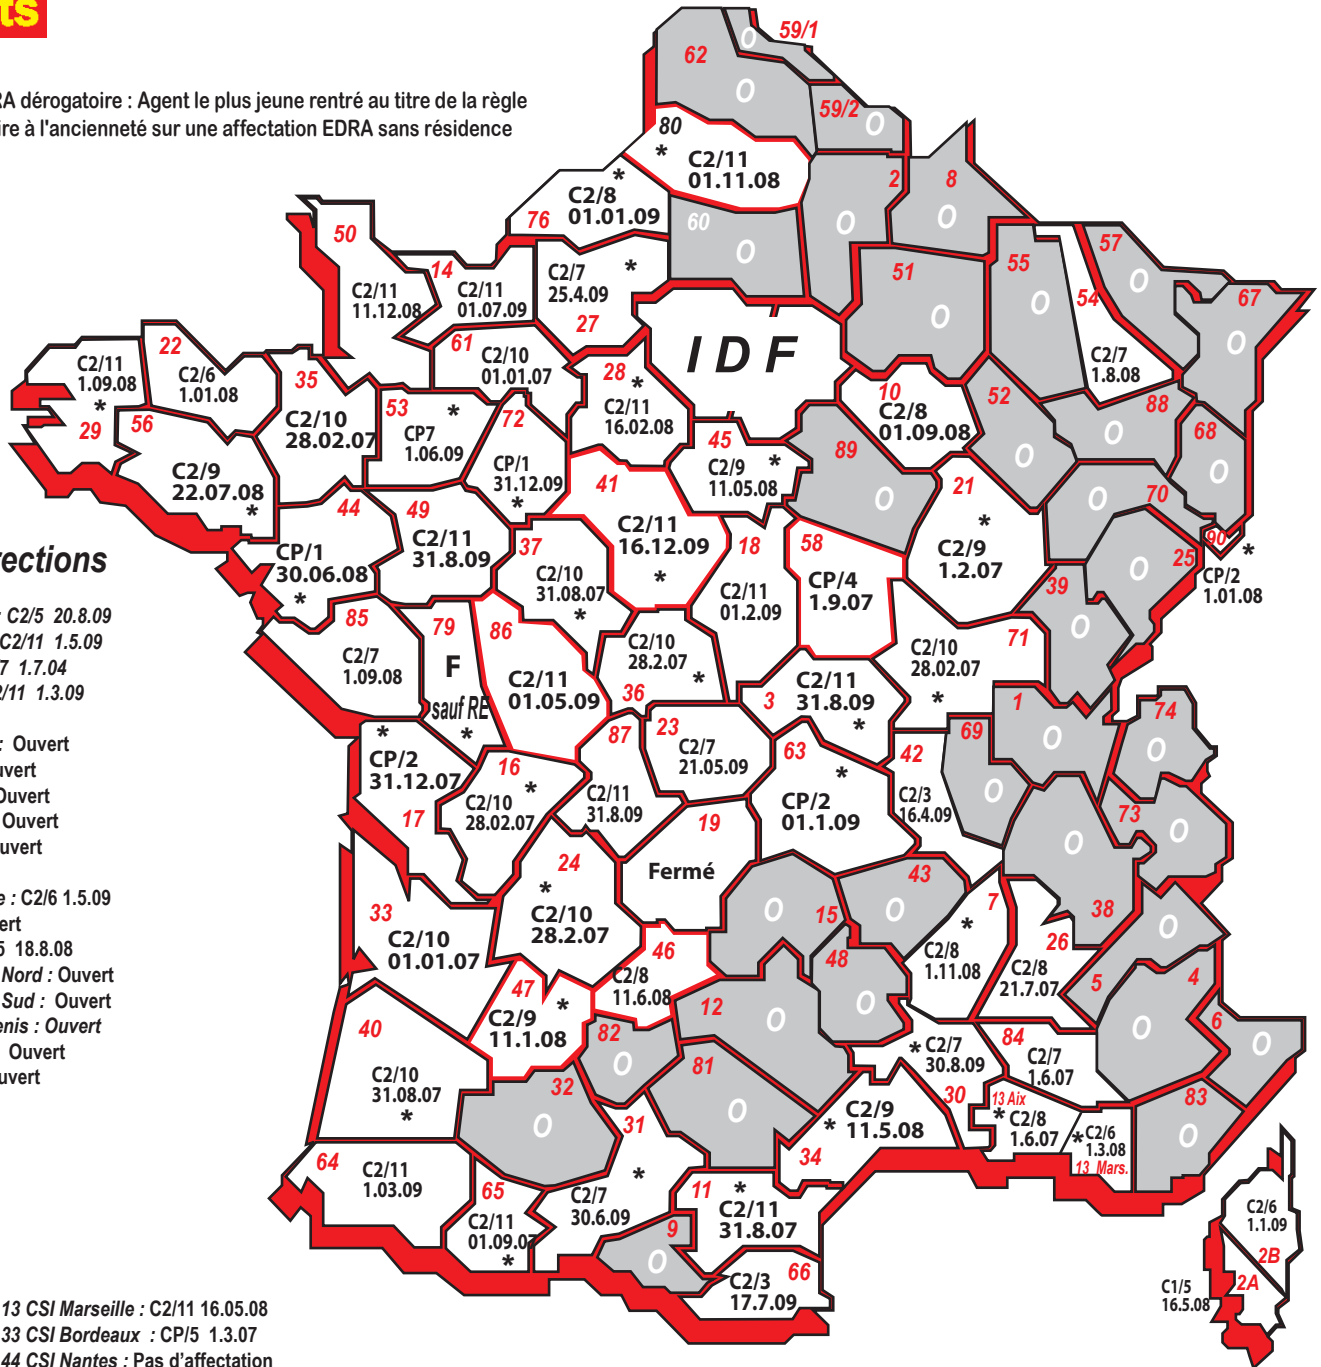 ts
RA dérogatoire : Agent le plus jeune rentré au titre de la règle
ire à l'ancienneté sur une affectation EDRA sans résidence
59/1
O
62
O
59/2
O
80
*
C2/11
01.11.08
2
O
8
O
*
C2/8
01.01.09
76
60
O
50
C2/11
11.12.08
14
C2/11
01.07.09
C2/7
25.4.09
*
27
51
O
55
O
57
O
54
C2/7
1.8.08
67
O
IDF
61
C2/10
01.01.07
28
*
C2/11
16.02.08
C2/11
1.09.08
*
29
22
C2/6
1.01.08
35
C2/10
28.02.07
53
*
CP7
1.06.09
72
CP/1
31.12.09
*
10
C2/8
01.09.08
52
O
88
O
68
O
56
C2/9
22.07.08
*
45
C2/9
11.05.08
*
89
O
21
*
C2/9
1.2.07
70
O
90
*
CP/2
1.01.08
25
O
44
CP/1
30.06.08
*
49
C2/11
31.8.09
37
C2/10
31.08.07
*
41
C2/11
16.12.09
*
18
C2/11
01.2.09
58
CP/4
1.9.07
39
O
rections
: C2/5 20.8.09
C2/11 1.5.09
7 1.7.04
2/11 1.3.09
85
C2/7
1.09.08
79
F
sauf RE
*
86
C2/11
01.05.09
C2/10
28.2.07
*
36
3
C2/11
31.8.09
*
C2/10
28.02.07
*
71
1
O
74
O
: Ouvert
uvert
Ouvert
Ouvert
uvert
*
CP/2
31.12.07
17
16
*
C2/10
28.02.07
87
C2/11
31.8.09
23
C2/7
21.05.09
63
*
CP/2
01.1.09
42
C2/3
16.4.09
69
O
73
O
38
O
e : C2/6 1.5.09
ert
5 18.8.08
Nord : Ouvert
Sud : Ouvert
enis : Ouvert
Ouvert
uvert
24
*
C2/10
28.2.07
19
Fermé
33
C2/10
01.01.07
15
O
43
O
7
*
C2/8
1.11.08
26
C2/8
21.7.07
5
O
4
O
6
O
46
C2/8
11.6.08
47
*
C2/9
11.1.08
48
O
12
O
40
C2/10
31.08.07
*
82
O
81
O
32
O
*
C2/7
30.8.09
30
84
C2/7
1.6.07
13 Aix
*
C2/8
1.6.07
*
C2/6
1.3.08
13 Mars.
83
O
*
C2/9
11.5.08
34
31
*
C2/7
30.6.09
64
C2/11
1.03.09
65
C2/11
01.09.07
*
11
*
C2/11
31.8.07
9
O
66
C2/3
17.7.09
C2/6
1.1.09
2B
2A
C1/5
16.5.08
13 CSI Marseille : C2/11 16.05.08
33 CSI Bordeaux : CP/5 1.3.07
44 CSI Nantes : Pas d'affectation